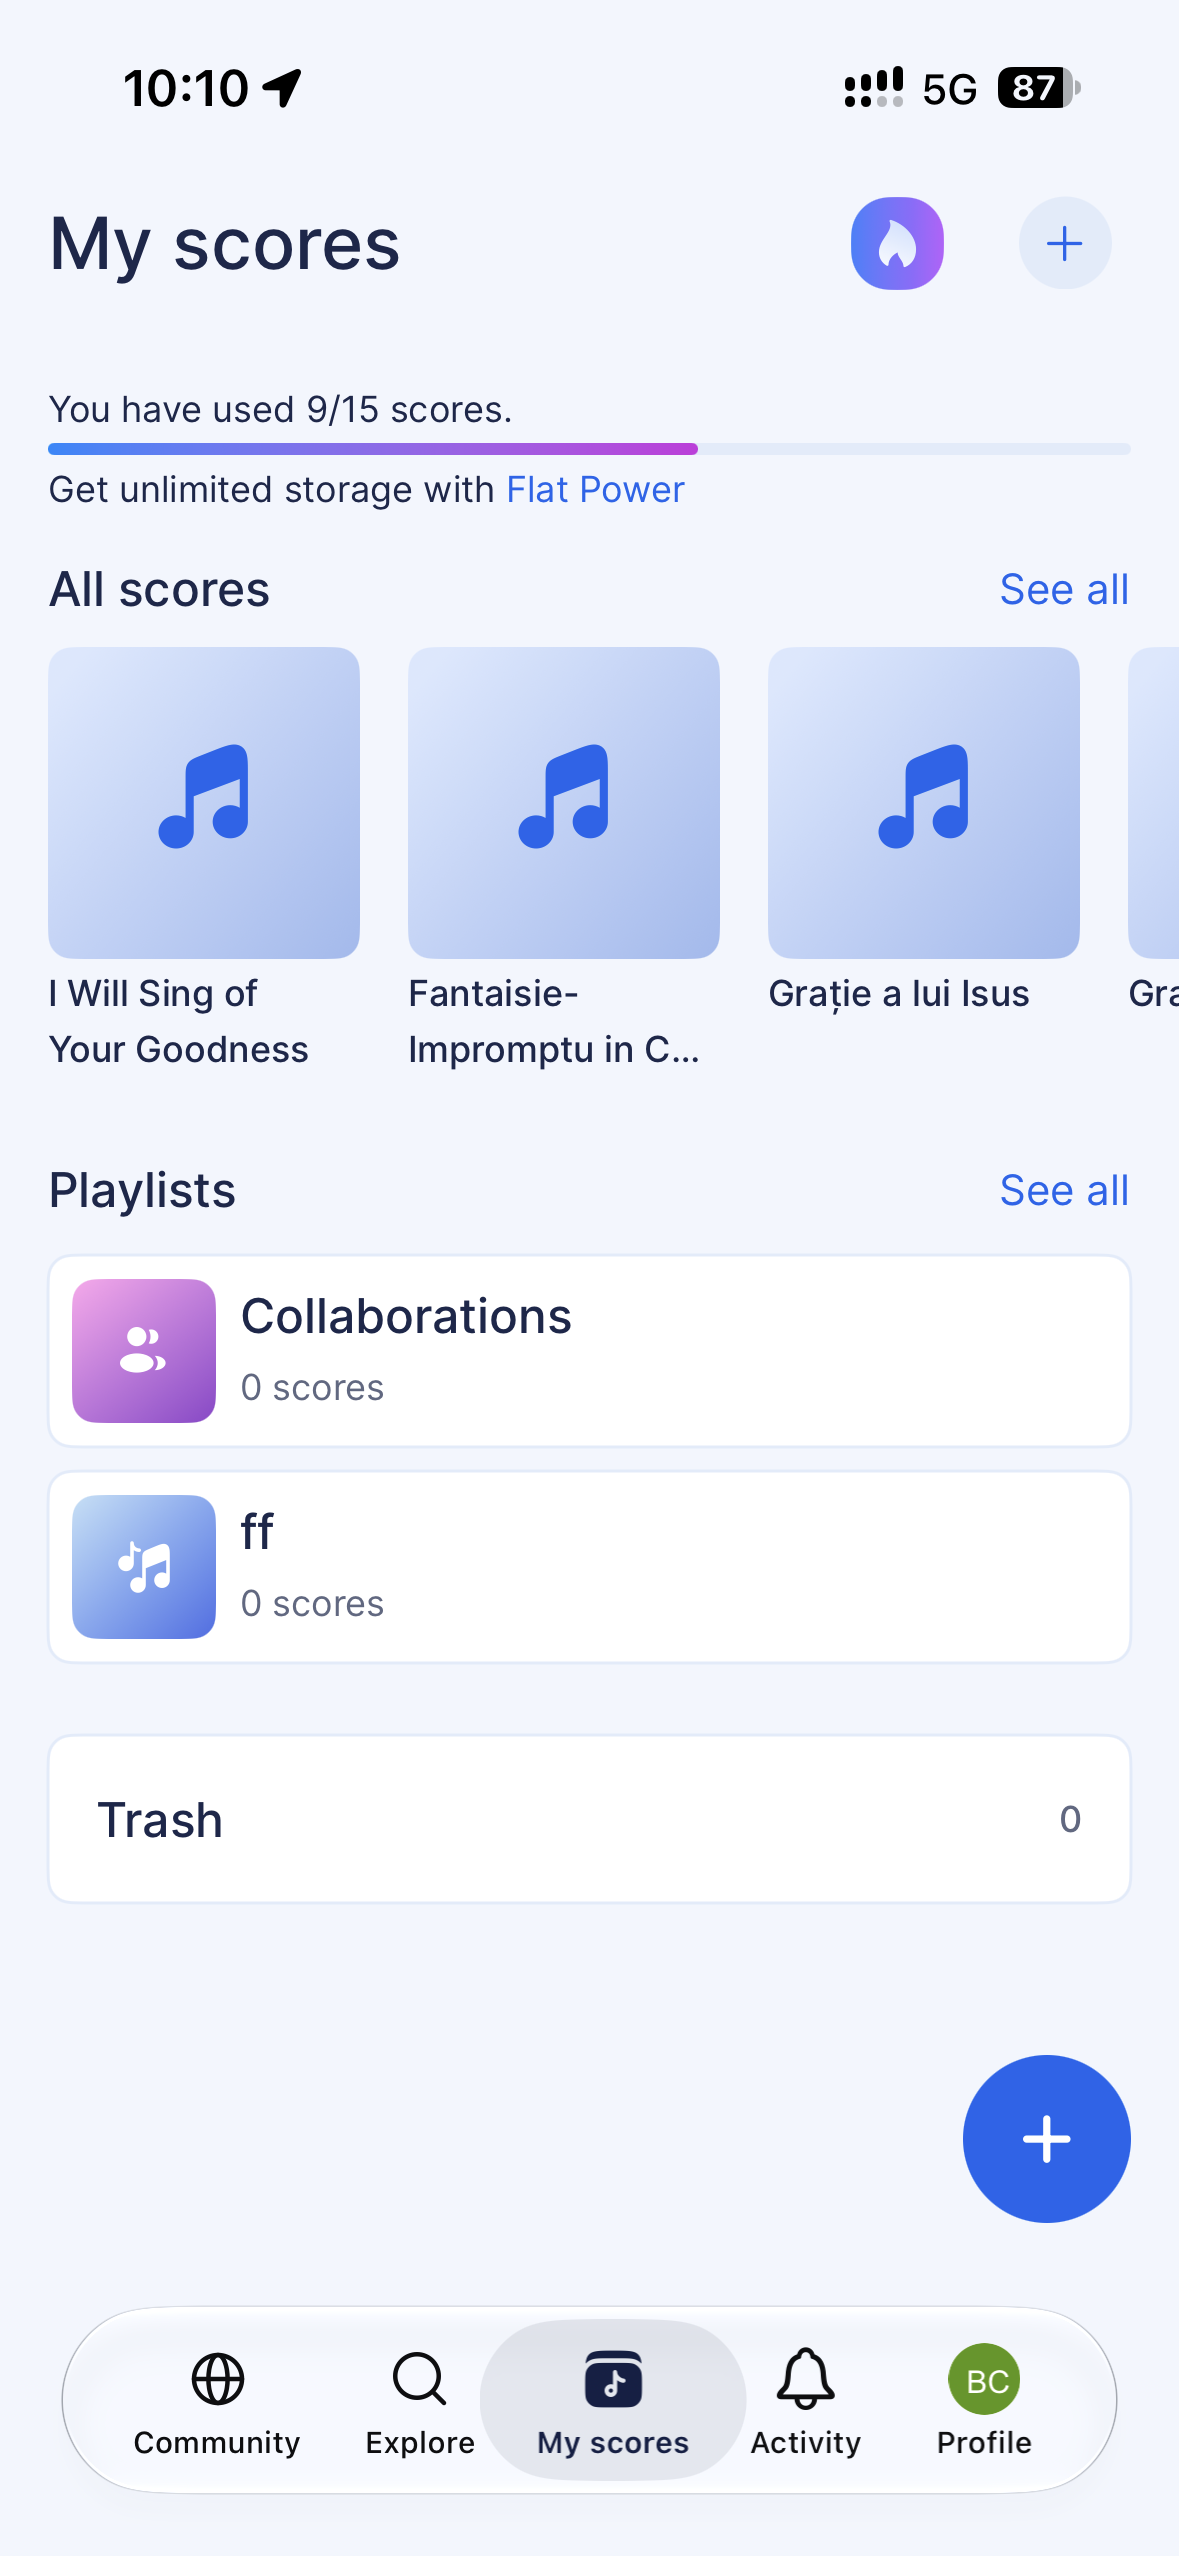 10:10
5G
87
My scores
You have used 9/15 scores.
Get unlimited storage with Flat Power
All scores
See all
I Will Sing of
Your Goodness
Fantaisie-
Impromptu in C...
Grație a lui Isus
Gra
Playlists
See all
Collaborations
0 scores
ff
0 scores
Trash
0
Community
Explore
My scores
Activity
BC
Profile